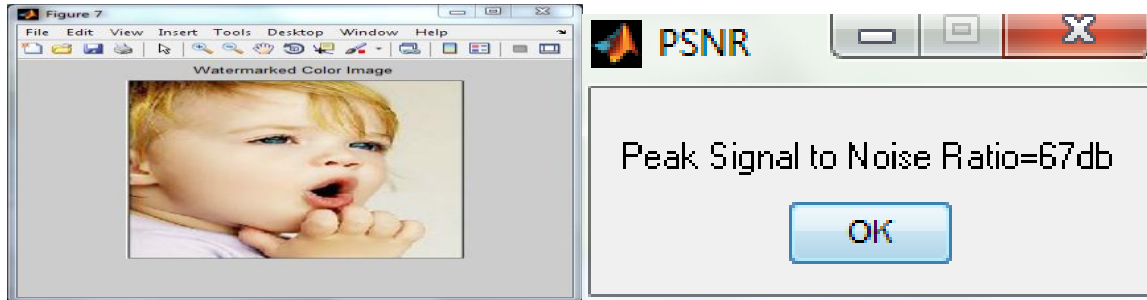 Figure 7
File Edit View Insert Tools Desktop Window Help
Watermarked Color Image
PSNR
Peak Signal to Noise Ratio=67db
OK